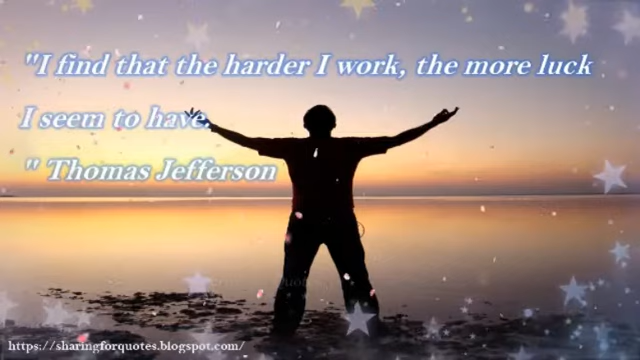 "I find that the harder I work, the more luck
I seem to have.
" Thomas Jefferson
https://sharingforquotes.blogspot.com/